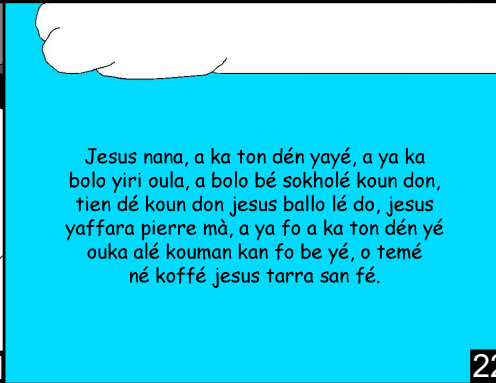 Jesus nana, a ka ton dén yayé, a ya ka
bolo yiri oula, a bolo bé sokholé koun don,
tien dé koun don jesus ballo lé do, jesus
yaffara pierre mà, a ya fo a ka ton dén yé
ouka alé kouman kan fo be yé, o temé
né koffé jesus tarra san fé.